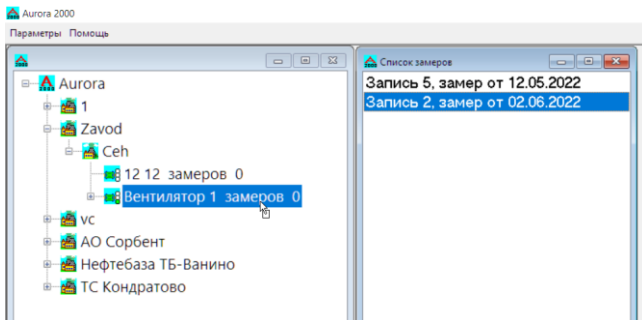 Aurora 2000
Параметры Помощь
Aurora
1
Zavod
Ceh
12 12 замеров 0
Вентилятор 1 замеров 0
vc
АО Сорбент
Нефтебаза ТБ-Ванино
ТС Кондратово
Список замеров
Запись 5, замер от 12.05.2022
Запись 2, замер от 02.06.2022